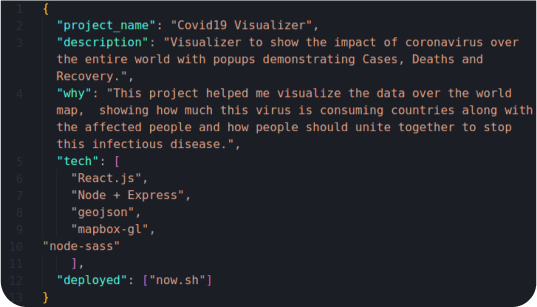 1 {
2 "project_name": "Covid19 Visualizer",
3 "description": "Visualizer to show the impact of coronavirus over
the entire world with popups demonstrating Cases, Deaths and
Recovery.",
4 "why": "This project helped me visualize the data over the world
map,  showing how much this virus is consuming countries along with
the affected people and how people should unite together to stop
this infectious disease.",
5 "tech": [
6 "React.js",
7 "Node + Express",
8 "geojson",
9 "mapbox-gl",
10 "node-sass"
11 ],
12 "deployed": ["now.sh"]
3 }